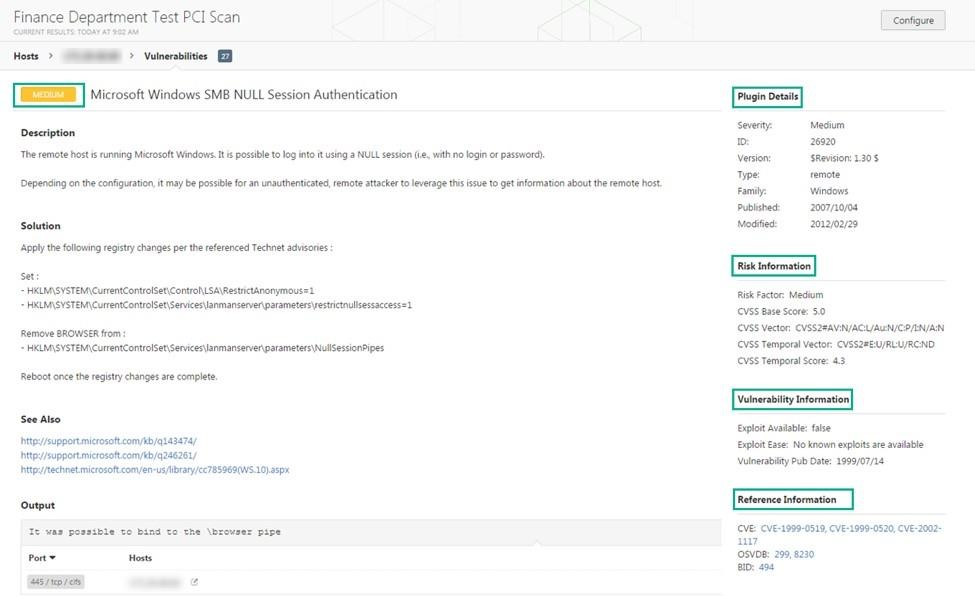 Finance Department Test PCI Scan
CURRENT RESULTS: TODAY AT 9:02 AM
Configure
Hosts > > Vulnerabilities 27
MEDIUM Microsoft Windows SMB NULL Session Authentication
Description
The remote host is running Microsoft Windows. It is possible to log into it using a NULL session (i.e., with no login or password).
Depending on the configuration, it may be possible for an unauthenticated, remote attacker to leverage this issue to get information about the remote host.
Solution
Apply the following registry changes per the referenced Technet advisories :
Set :
- HKLM\SYSTEM\CurrentControlSet\Control\LSA\RestrictAnonymous=1
- HKLM\SYSTEM\CurrentControlSet\Services\lanmanserver\parameters\restrictnullsessaccess=1
Remove BROWSER from :
- HKLM\SYSTEM\CurrentControlSet\Services\lanmanserver\parameters\NullSessionPipes
Reboot once the registry changes are complete.
See Also
http://support.microsoft.com/kb/q143474/
http://support.microsoft.com/kb/q246261/
http://technet.microsoft.com/en-us/library/cc785969(WS.10).aspx
Output
It was possible to bind to the \browser pipe
Port Hosts
445 / tcp / cifs
Plugin Details
Severity: Medium
ID: 26920
Version: $Revision: 1.30 $
Type: remote
Family: Windows
Published: 2007/10/04
Modified: 2012/02/29
Risk Information
Risk Factor: Medium
CVSS Base Score: 5.0
CVSS Vector: CVSS2#AV:N/AC:L/Au:N/C:P/I:N/A:N
CVSS Temporal Vector: CVSS2#E:U/RL:U/RC:ND
CVSS Temporal Score: 4.3
Vulnerability Information
Exploit Available: false
Exploit Ease: No known exploits are available
Vulnerability Pub Date: 1999/07/14
Reference Information
CVE: CVE-1999-0519, CVE-1999-0520, CVE-2002-
1117
OSVDB: 299, 8230
BID: 494